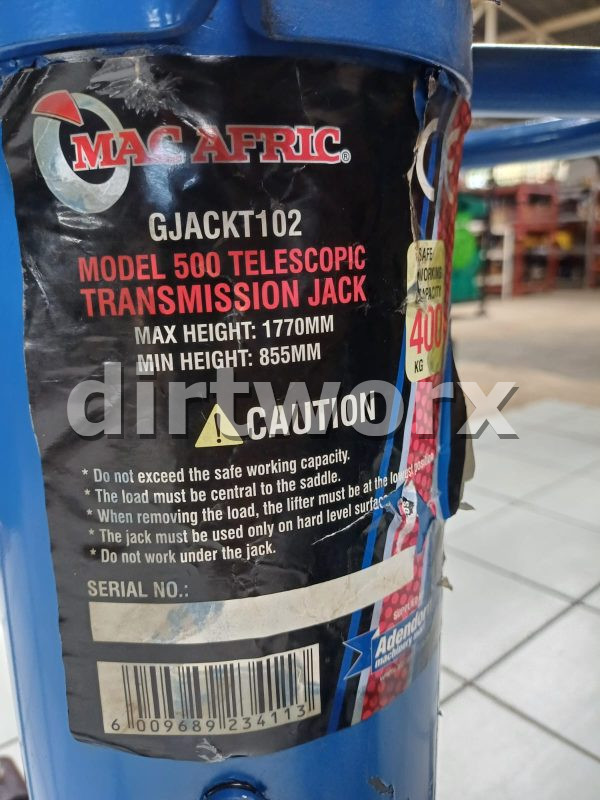 MAC AFRIC®
GJACKT102
MODEL 500 TELESCOPIC
TRANSMISSION JACK
MAX HEIGHT: 1770MM
MIN HEIGHT: 855MM
SAFE
WORKING
CAPACITY
400
KG
dirtworx
CAUTION
* Do not exceed the safe working capacity.
* The load must be central to the saddle.
* When removing the load, the lifter must be at the lowest position
* The jack must be used only on hard level surfac
* Do not work under the jack.
SERIAL NO.:
Adendor
machinery
6 009689 234113